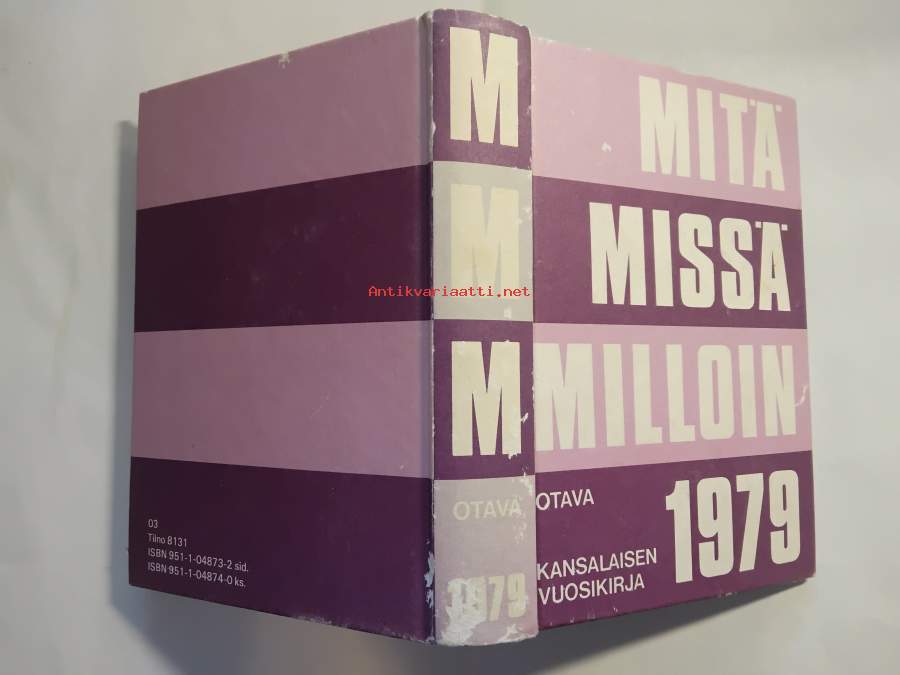 03
Tilno 8131
ISBN 951-1-04873-2 sid.
ISBN 951-1-04874-0 ks.
M
M
M
OTAVA
1979
MITÄ
MISSÄ
MILLOIN
1979
OTAVA
KANSALAISEN
VUOSIKIRJA
Antikvariaatti.net